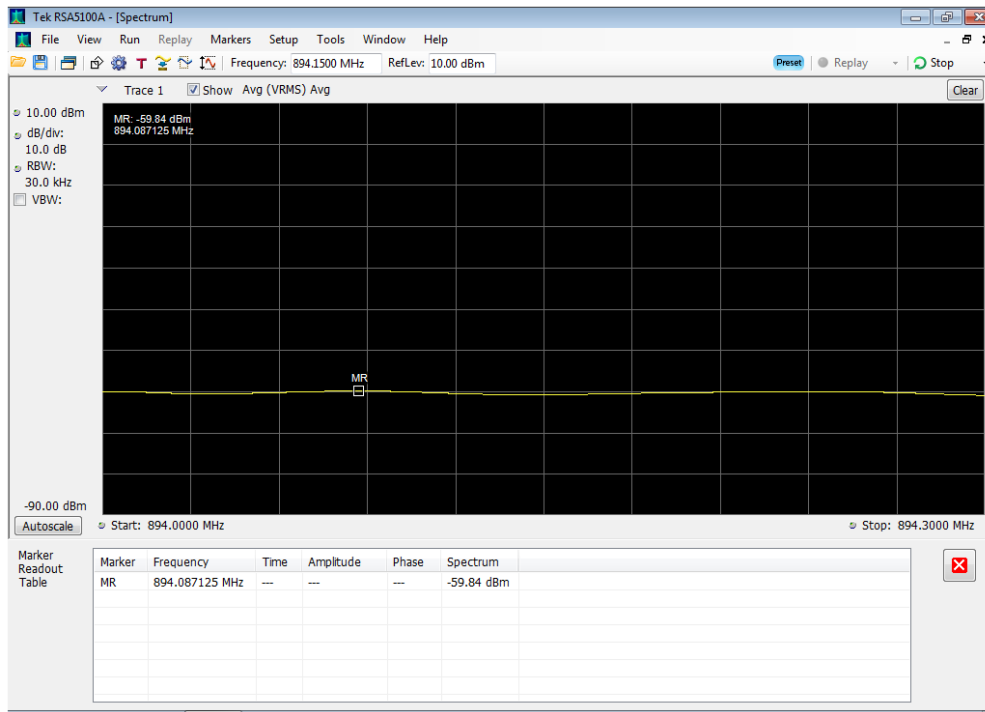 Tek RSA5100A - [Spectrum]
File View Run Replay Markers Setup Tools Window Help
T Frequency: 894.1500 MHz RefLev: 10.00 dBm Preset Replay Stop
Trace 1 Show Avg (VRMS) Avg Clear
10.00 dBm
dB/div:
10.0 dB
RBW:
30.0 kHz
VBW:
MR: -59.84 dBm
894.087125 MHz
MR
-90.00 dBm
Autoscale Start: 894.0000 MHz Stop: 894.3000 MHz
Marker
Readout
Table
Marker Frequency Time Amplitude Phase Spectrum
MR 894.087125 MHz --- --- --- -59.84 dBm